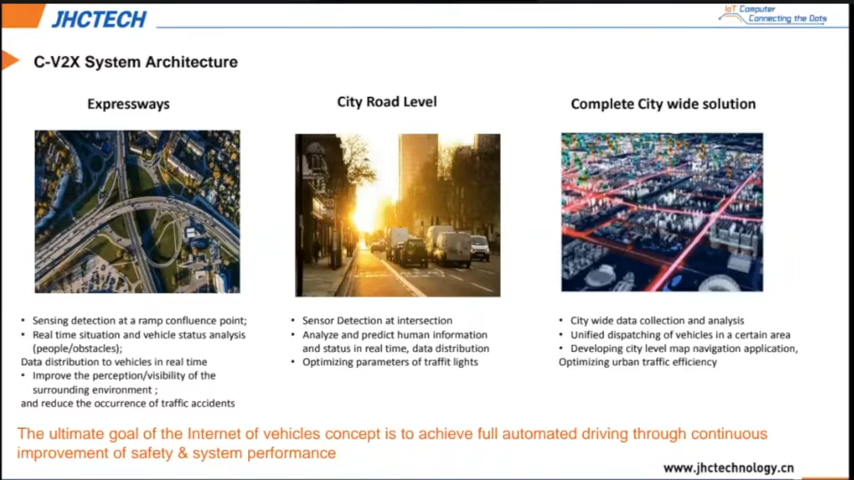 JHCTECH
IoT Computer
Connecting the Dots
C-V2X System Architecture
Expressways
City Road Level
Complete City wide solution
• Sensing detection at a ramp confluence point;
• Real time situation and vehicle status analysis
(people/obstacles);
Data distribution to vehicles in real time
• Improve the perception/visibility of the
surrounding environment ;
and reduce the occurrence of traffic accidents
• Sensor Detection at intersection
• Analyze and predict human information
and status in real time, data distribution
• Optimizing parameters of traffit lights
• City wide data collection and analysis
• Unified dispatching of vehicles in a certain area
• Developing city level map navigation application,
Optimizing urban traffic efficiency
The ultimate goal of the Internet of vehicles concept is to achieve full automated driving through continuous
improvement of safety & system performance
www.jhctechnology.cn